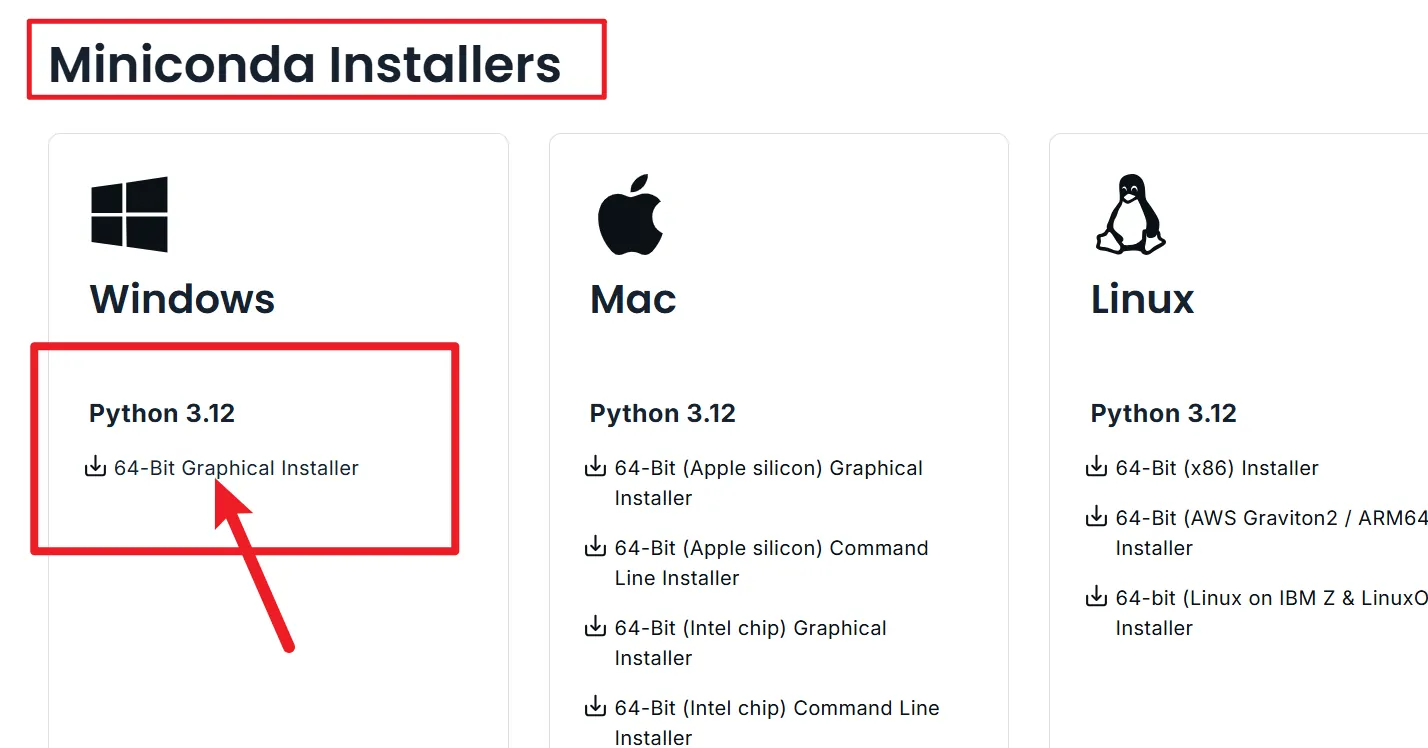 Miniconda Installers
Windows
Python 3.12
64-Bit Graphical Installer
Mac
Python 3.12
64-Bit (Apple silicon) Graphical
Installer
64-Bit (Apple silicon) Command
Line Installer
64-Bit (Intel chip) Graphical
Installer
64-Bit (Intel chip) Command Line
Installer
Linux
Python 3.12
64-Bit (x86) Installer
64-Bit (AWS Graviton2 / ARM64
Installer
64-bit (Linux on IBM Z & LinuxO
Installer